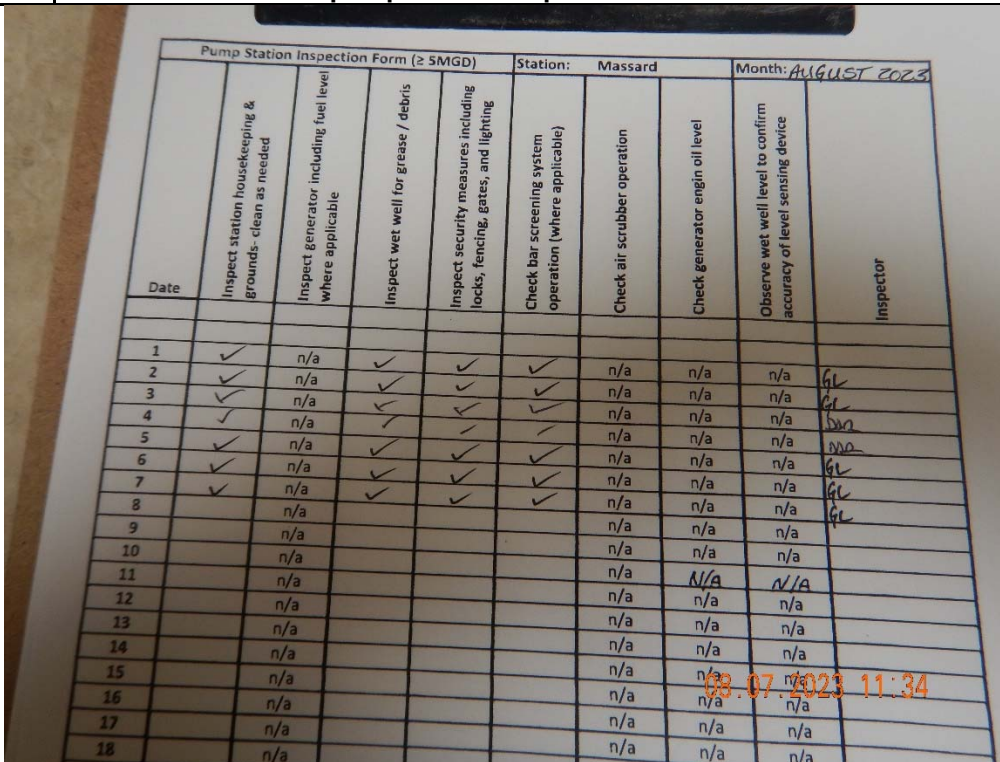 Pump Station Inspection Form (≥ 5MGD) Station: Massard Month: AUGUST 2023
Date
Inspect station housekeeping &
grounds- clean as needed
Inspect generator including fuel level
where applicable
Inspect wet well for grease / debris
Inspect security measures including
locks, fencing, gates, and lighting
Check bar screening system
operation (where applicable)
Check air scrubber operation
Check generator engin oil level
Observe wet well level to confirm
accuracy of level sensing device
Inspector
1 ✓ n/a ✓ ✓ ✓ n/a n/a n/a GL
2 ✓ n/a ✓ ✓ ✓ n/a n/a n/a GL
3 ✓ n/a ✓ ✓ ✓ n/a n/a n/a
4 ✓ n/a ✓ ✓ ✓ n/a n/a n/a
5 ✓ n/a ✓ ✓ ✓ n/a n/a n/a GL
6 ✓ n/a ✓ ✓ ✓ n/a n/a n/a GL
7 ✓ n/a ✓ ✓ ✓ n/a n/a n/a GL
8 n/a n/a n/a n/a
9 n/a n/a n/a n/a
10 n/a n/a N/A N/A
11 n/a n/a n/a n/a
12 n/a n/a n/a n/a
13 n/a n/a n/a n/a
14 n/a n/a n/a n/a
15 n/a n/a n/a n/a
16 n/a n/a n/a n/a
17 n/a n/a n/a n/a
18 n/a
08.07.2023 11:34